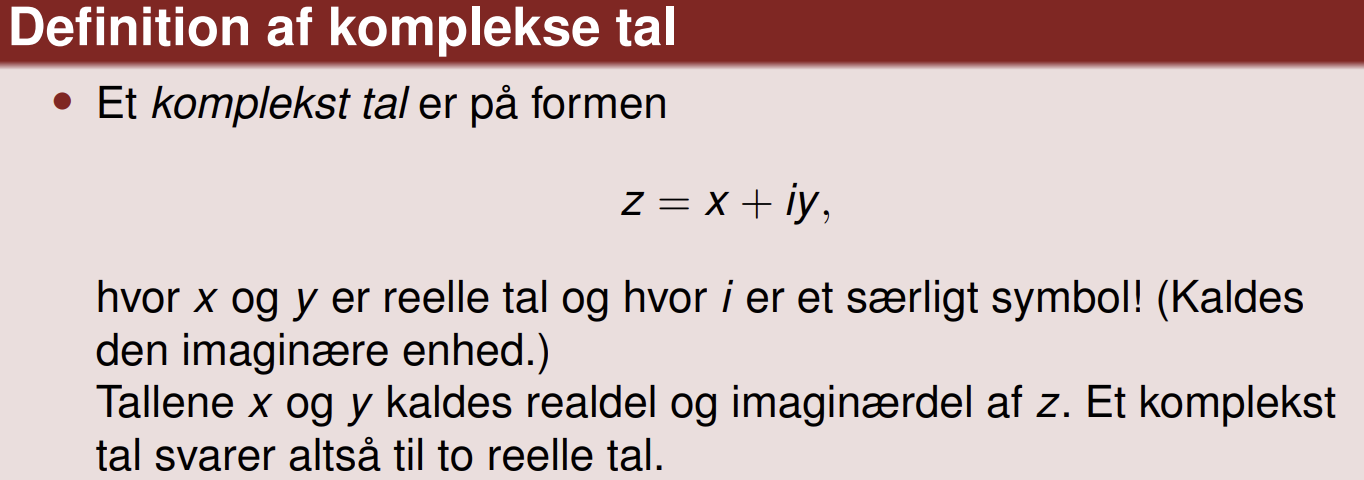 Definition af komplekse tal
• Et komplekst tal er på formen
z = x + iy,
hvor x og y er reelle tal og hvor i er et særligt symbol! (Kaldes
den imaginære enhed.)
Tallene x og y kaldes realdel og imaginærdel af z. Et komplekst
tal svarer altså til to reelle tal.